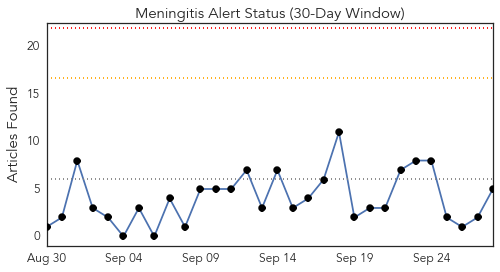 Meningitis Alert Status (30-Day Window)
Articles Found
20
15
10
5
0
Aug 30 Sep 04 Sep 09 Sep 14 Sep 19 Sep 24